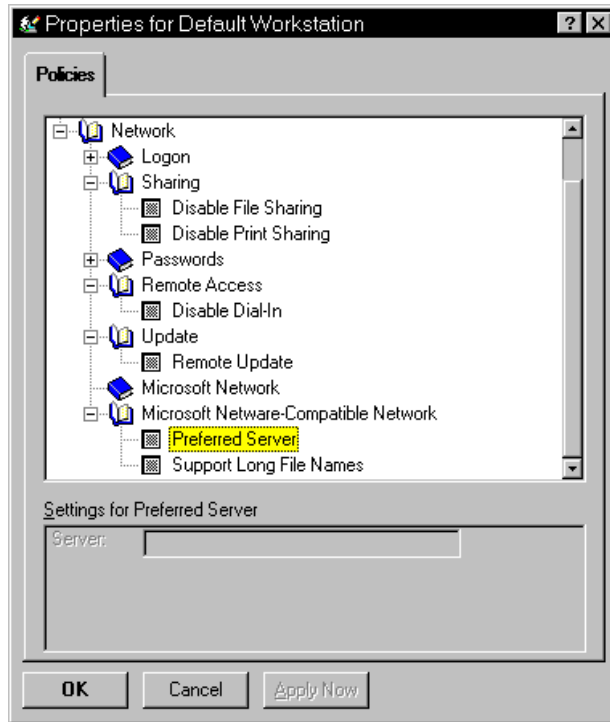 Properties for Default Workstation
Policies
Network
Logon
Sharing
Disable File Sharing
Disable Print Sharing
Passwords
Remote Access
Disable Dial-In
Update
Remote Update
Microsoft Network
Microsoft Netware-Compatible Network
Preferred Server
Support Long File Names
Settings for Preferred Server
Server:
OK Cancel Apply Now